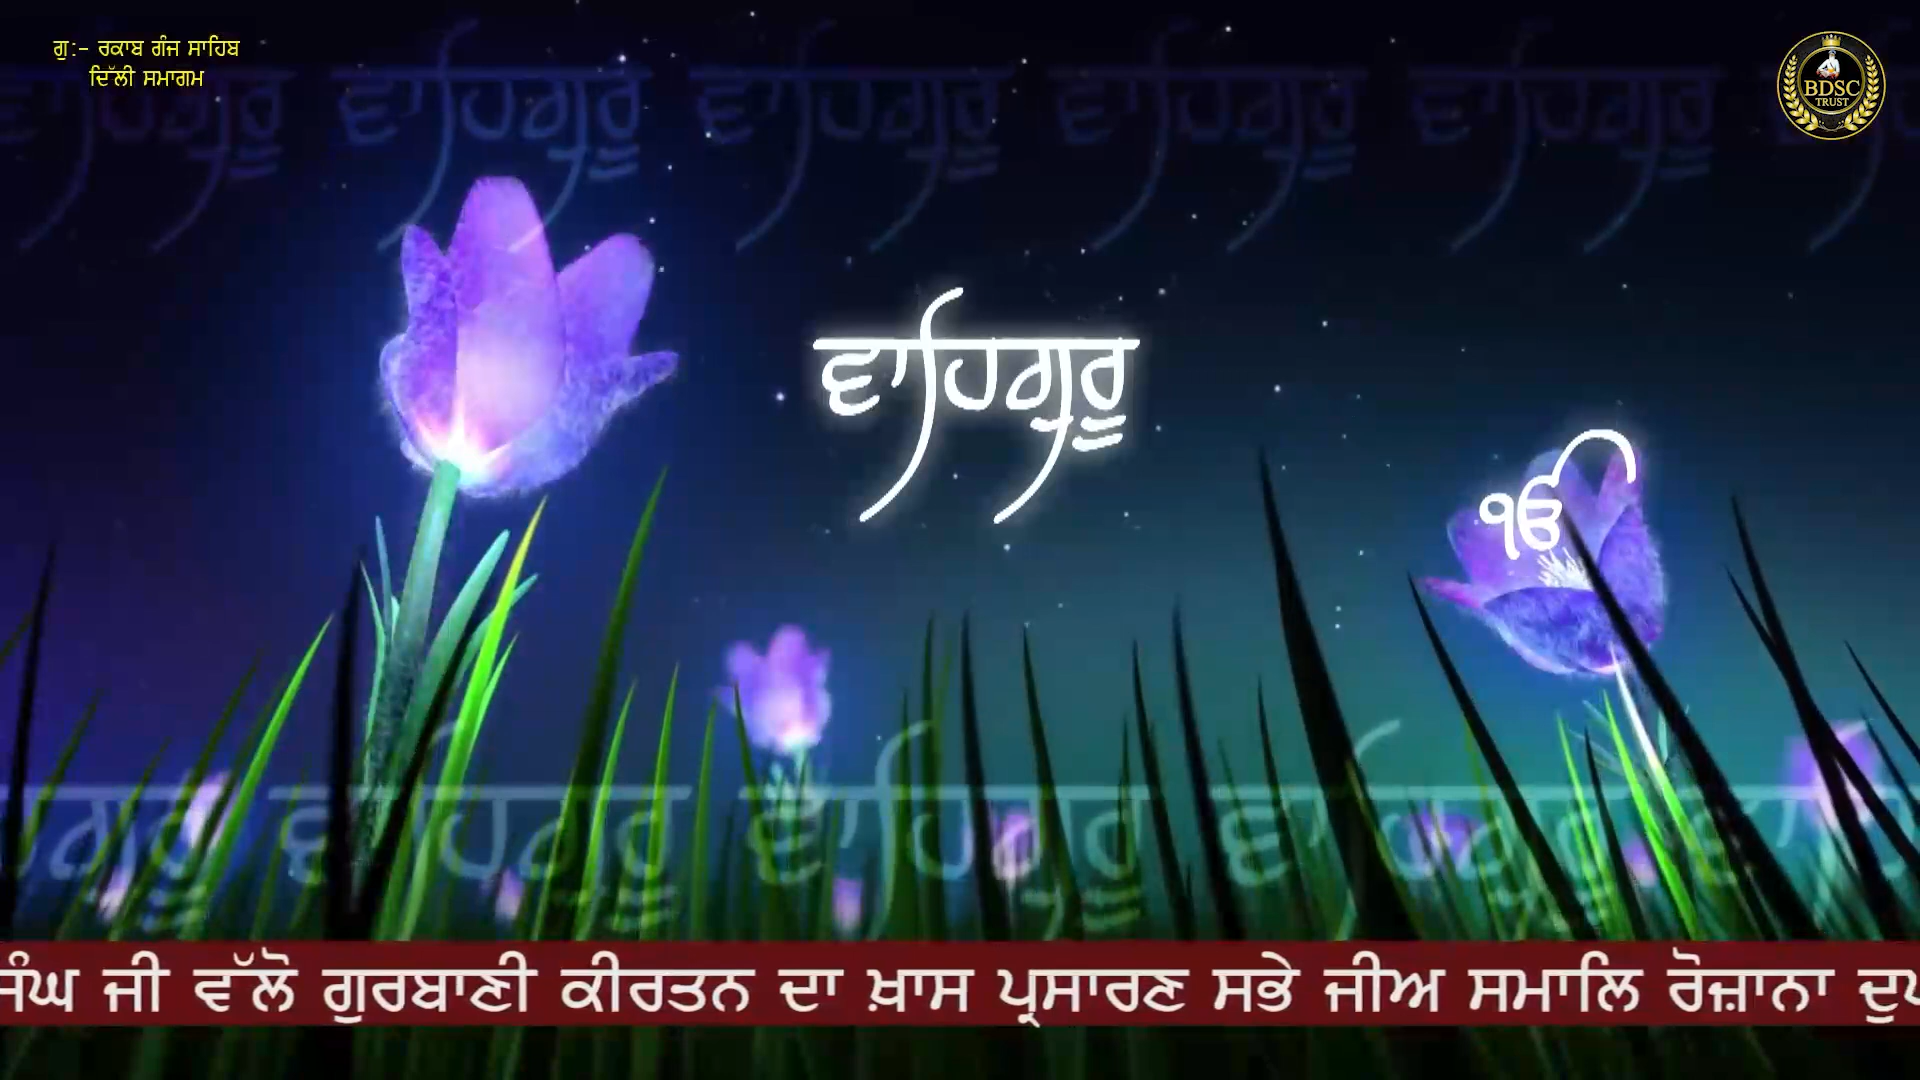 ਗੁ:- ਰਕਾਬ ਗੰਜ ਸਾਹਿਬ
ਦਿੱਲੀ ਸਮਾਗਮ
BDSC
TRUST
ਵਾਹਿਗੁਰੂ ਵਾਹਿਗੁਰੂ ਵਾਹਿਗੁਰੂ ਵਾਹਿਗੁਰੂ ਵਾਹਿਗੁਰੂ
ਵਾਹਿਗੁਰੂ
ੴ
ਵਾਹਿਗੁਰੂ ਵਾਹਿਗੁਰੂ ਵਾਹਿਗੁਰੂ
ਜੀ ਵੱਲੋ ਗੁਰਬਾਣੀ ਕੀਰਤਨ ਦਾ ਖ਼ਾਸ ਪ੍ਰਸਾਰਣ ਸਭੇ ਜੀਅ ਸਮਾਲਿ ਰੋਜ਼ਾਨਾ